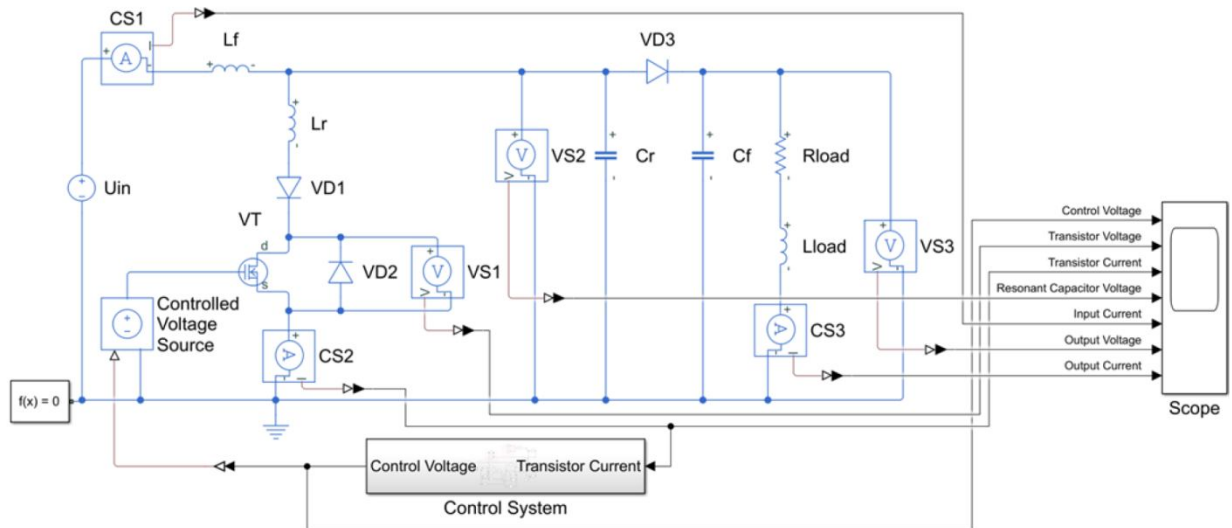 CS1
A
I
Lf
VD3
Lr
VS2
V
V
Cr
Cf
Rload
Uin
VD1
VT
d
s
VD2
V
V
VS1
Lload
V
V
VS3
Controlled
Voltage
Source
A
I
CS2
A
I
CS3
f(x) = 0
Control Voltage
Transistor Voltage
Transistor Current
Resonant Capacitor Voltage
Input Current
Output Voltage
Output Current
Scope
Control Voltage
Transistor Current
Control System